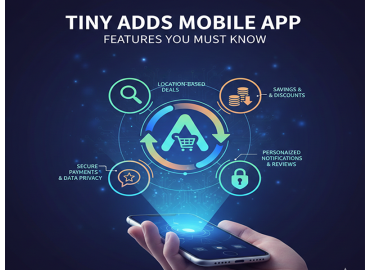 TINY ADDS MOBILE APP
FEATURES YOU MUST KNOW
LOCATION-BASED
DEALS
SAVINGS &
& DISCOUNTS
SECURE
PAYMENTS
& DATA PRIVACY
PERSONALIZED
NOTIFICATIONS
& REVIEWS